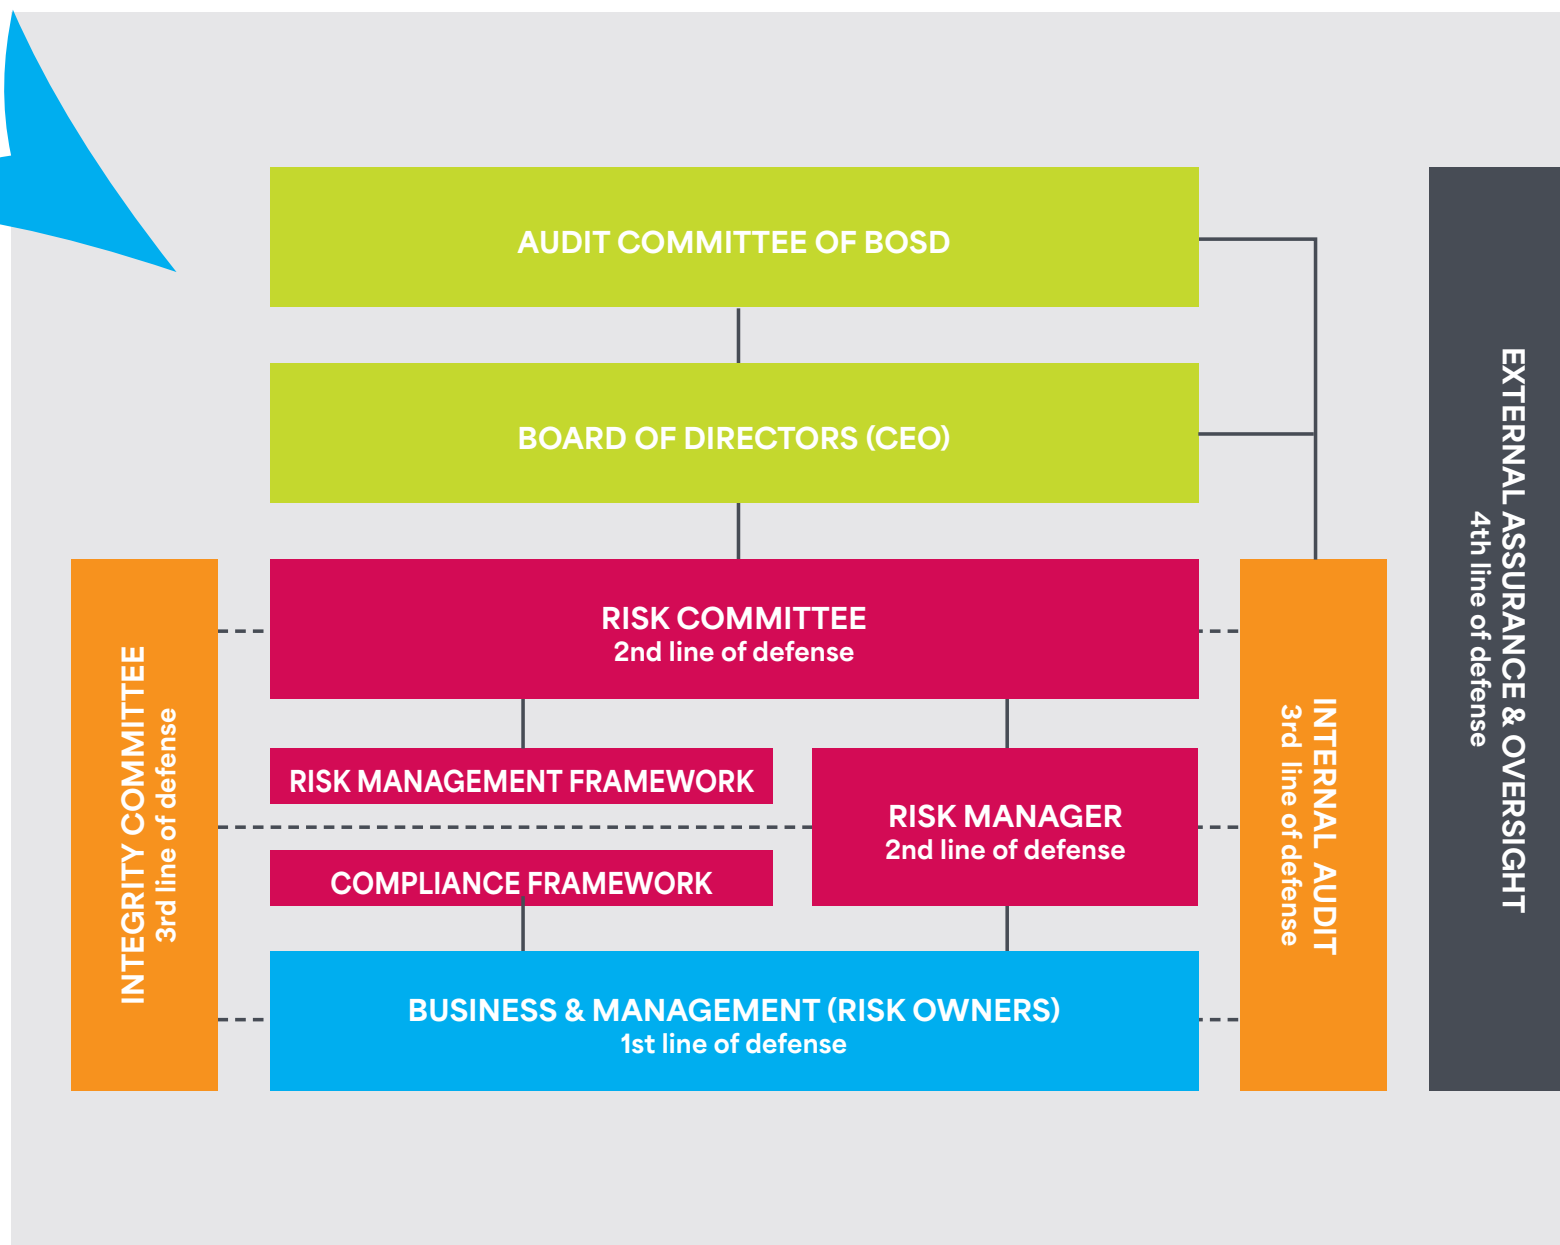 AUDIT COMMITTEE OF BOSD
BOARD OF DIRECTORS (CEO)
RISK COMMITTEE
2nd line of defense
RISK MANAGEMENT FRAMEWORK
RISK MANAGER
2nd line of defense
COMPLIANCE FRAMEWORK
BUSINESS & MANAGEMENT (RISK OWNERS)
1st line of defense
INTEGRITY COMMITTEE
3rd line of defense
INTERNAL AUDIT
3rd line of defense
EXTERNAL ASSURANCE & OVERSIGHT
4th line of defense